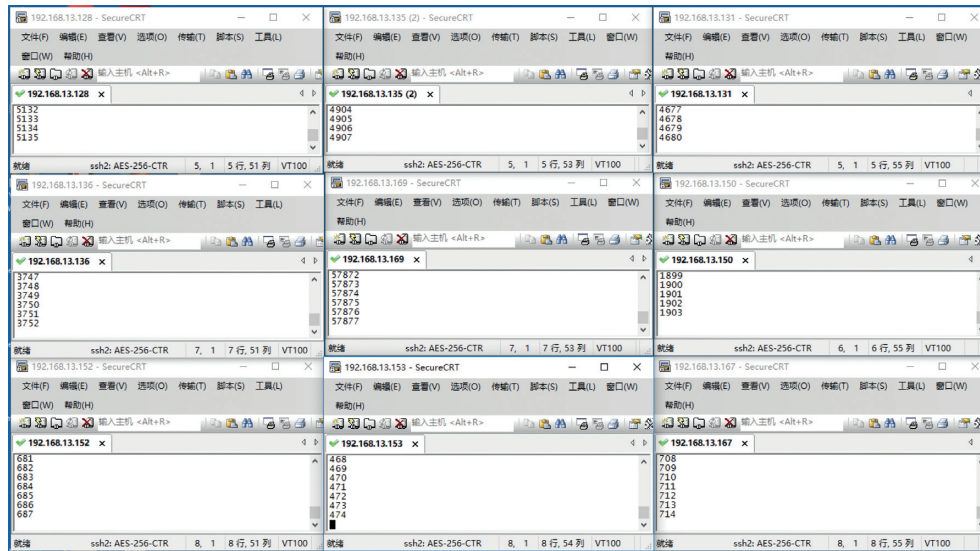 192.168.13.128 - SecureCRT
文件(F) 编辑(E) 查看(V) 选项(O) 传输(T) 脚本(S) 工具(L)
窗口(W) 帮助(H)
输入主机 <Alt+R>
192.168.13.128
5132
5133
5134
5135
就绪 ssh2: AES-256-CTR 5, 1 5行, 51列 VT100
192.168.13.135 (2) - SecureCRT
文件(F) 编辑(E) 查看(V) 选项(O) 传输(T) 脚本(S) 工具(L) 窗口(W)
帮助(H)
输入主机 <Alt+R>
192.168.13.135 (2)
4904
4905
4906
4907
就绪 ssh2: AES-256-CTR 5, 1 5行, 53列 VT100
192.168.13.131 - SecureCRT
文件(F) 编辑(E) 查看(V) 选项(O) 传输(T) 脚本(S) 工具(L) 窗口(W)
帮助(H)
输入主机 <Alt+R>
192.168.13.131
4677
4678
4679
4680
就绪 ssh2: AES-256-CTR 5, 1 5行, 55列 VT100
192.168.13.136 - SecureCRT
文件(F) 编辑(E) 查看(V) 选项(O) 传输(T) 脚本(S) 工具(L)
窗口(W) 帮助(H)
输入主机 <Alt+R>
192.168.13.136
3747
3748
3749
3750
3751
3752
就绪 ssh2: AES-256-CTR 7, 1 7行, 51列 VT100
192.168.13.169 - SecureCRT
文件(F) 编辑(E) 查看(V) 选项(O) 传输(T) 脚本(S) 工具(L) 窗口(W)
帮助(H)
输入主机 <Alt+R>
192.168.13.169
57872
57873
57874
57875
57876
57877
就绪 ssh2: AES-256-CTR 7, 1 7行, 53列 VT100
192.168.13.150 - SecureCRT
文件(F) 编辑(E) 查看(V) 选项(O) 传输(T) 脚本(S) 工具(L) 窗口(W)
帮助(H)
输入主机 <Alt+R>
192.168.13.150
1899
1900
1901
1902
1903
就绪 ssh2: AES-256-CTR 6, 1 6行, 55列 VT100
192.168.13.152 - SecureCRT
文件(F) 编辑(E) 查看(V) 选项(O) 传输(T) 脚本(S) 工具(L)
窗口(W) 帮助(H)
输入主机 <Alt+R>
192.168.13.152
681
682
683
684
685
686
687
就绪 ssh2: AES-256-CTR 8, 1 8行, 51列 VT100
192.168.13.153 - SecureCRT
文件(F) 编辑(E) 查看(V) 选项(O) 传输(T) 脚本(S) 工具(L) 窗口(W)
帮助(H)
输入主机 <Alt+R>
192.168.13.153
468
469
470
471
472
473
474
就绪 ssh2: AES-256-CTR 8, 1 8行, 54列 VT100
192.168.13.167 - SecureCRT
文件(F) 编辑(E) 查看(V) 选项(O) 传输(T) 脚本(S) 工具(L) 窗口(W)
帮助(H)
输入主机 <Alt+R>
192.168.13.167
708
709
710
711
712
713
714
就绪 ssh2: AES-256-CTR 8, 1 8行, 55列 VT100